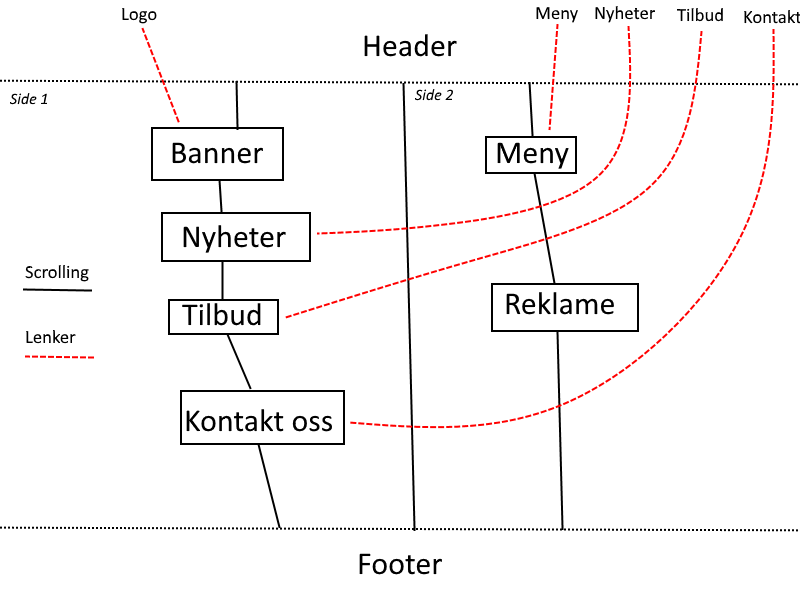 Logo
Meny
Nyheter
Tilbud
Kontakt
Header
Side 1
Side 2
Banner
Meny
Nyheter
Scrolling
Tilbud
Reklame
Lenker
Kontakt oss
Footer